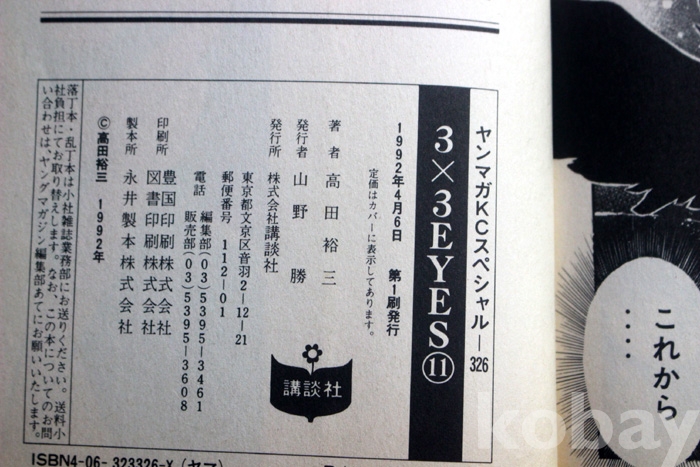 ヤンマガKCスペシャル―326
3×3EYES⑪
1992年4月6日　第1刷発行
定価はカバーに表示してあります。
著者　高田裕三
発行者　山野　勝
発行所　株式会社講談社
東京都文京区音羽2-12-21
郵便番号　112-01
電話　編集部(03)5395-3461
販売部(03)5395-3608
印刷所　豊国印刷株式会社
図書印刷株式会社
製本所　永井製本株式会社
©高田裕三　1992年
落丁本・乱丁本は小社雑誌業務部にお送りください。送料小
社負担にてお取り替えします。なお、この本についてのお問
い合わせは、ヤングマガジン編集部あてにお願いいたします。
講談社
ISBN4-06-323326-X（ヤマ）
これから
‥‥
kobay